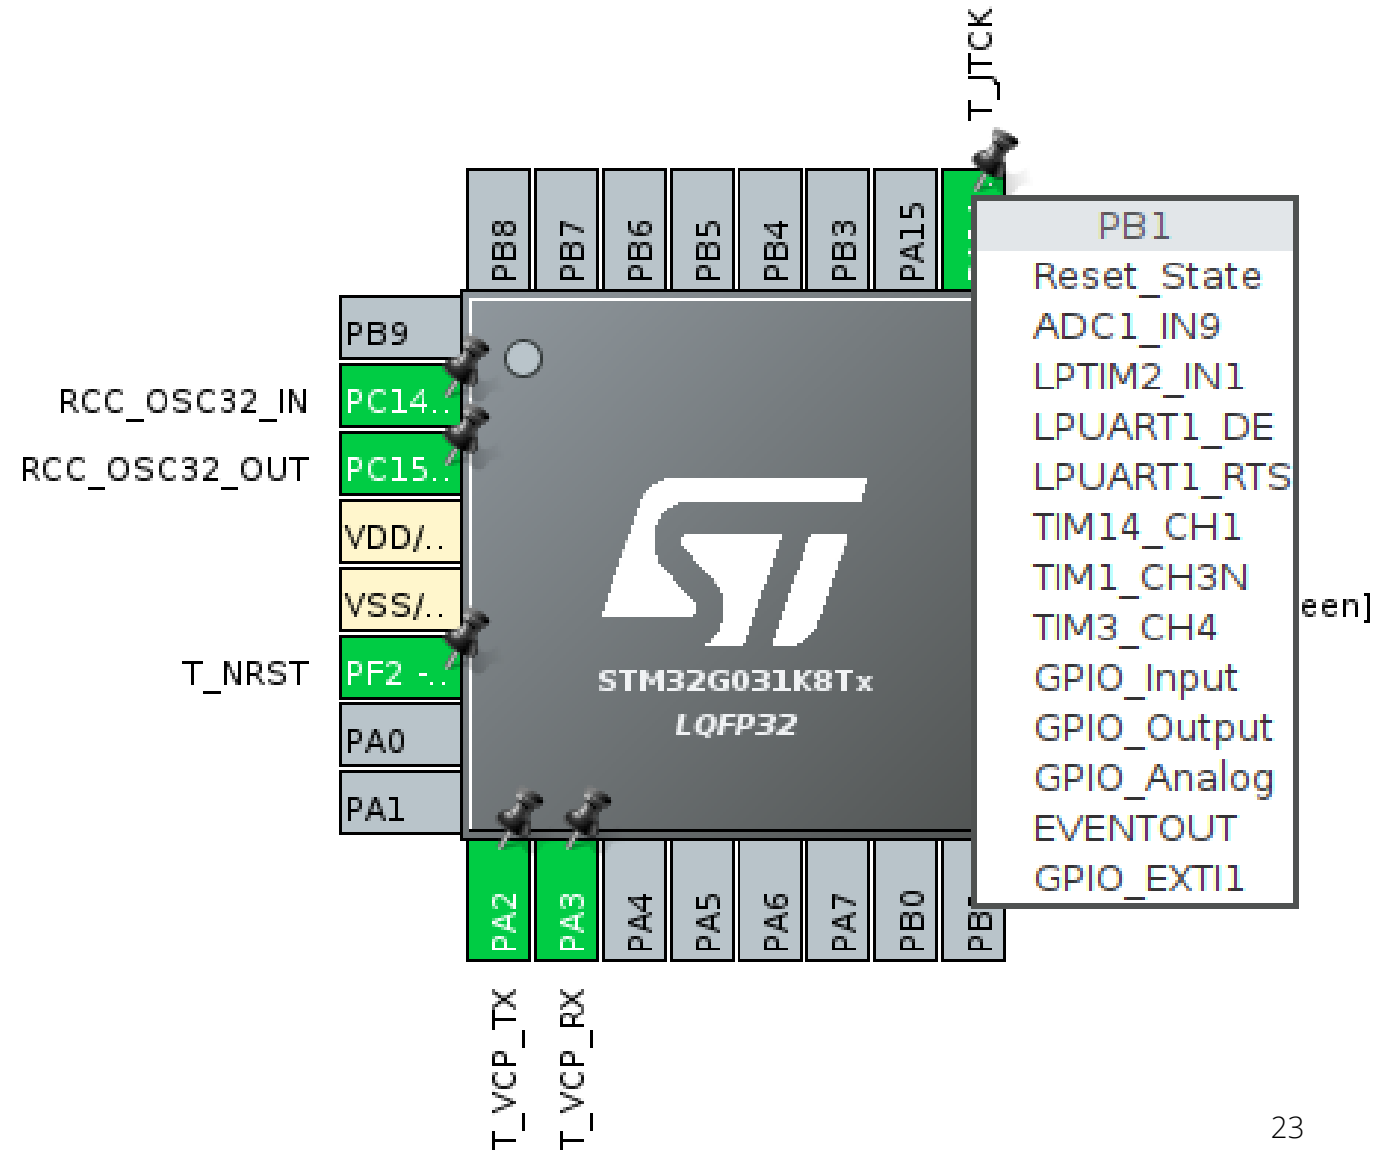 T_JTCK
PB8
PB7
PB6
PB5
PB4
PB3
PA15
PB9
RCC_OSC32_IN
PC14..
RCC_OSC32_OUT
PC15..
VDD/..
VSS/..
T_NRST
PF2 -..
PA0
PA1
STM32G031K8Tx
LQFP32
PB1
Reset_State
ADC1_IN9
LPTIM2_IN1
LPUART1_DE
LPUART1_RTS
TIM14_CH1
TIM1_CH3N
TIM3_CH4
GPIO_Input
GPIO_Output
GPIO_Analog
EVENTOUT
GPIO_EXTI1
een]
PA2
PA3
PA4
PA5
PA6
PA7
PB0
PB
T_VCP_TX
T_VCP_RX
23